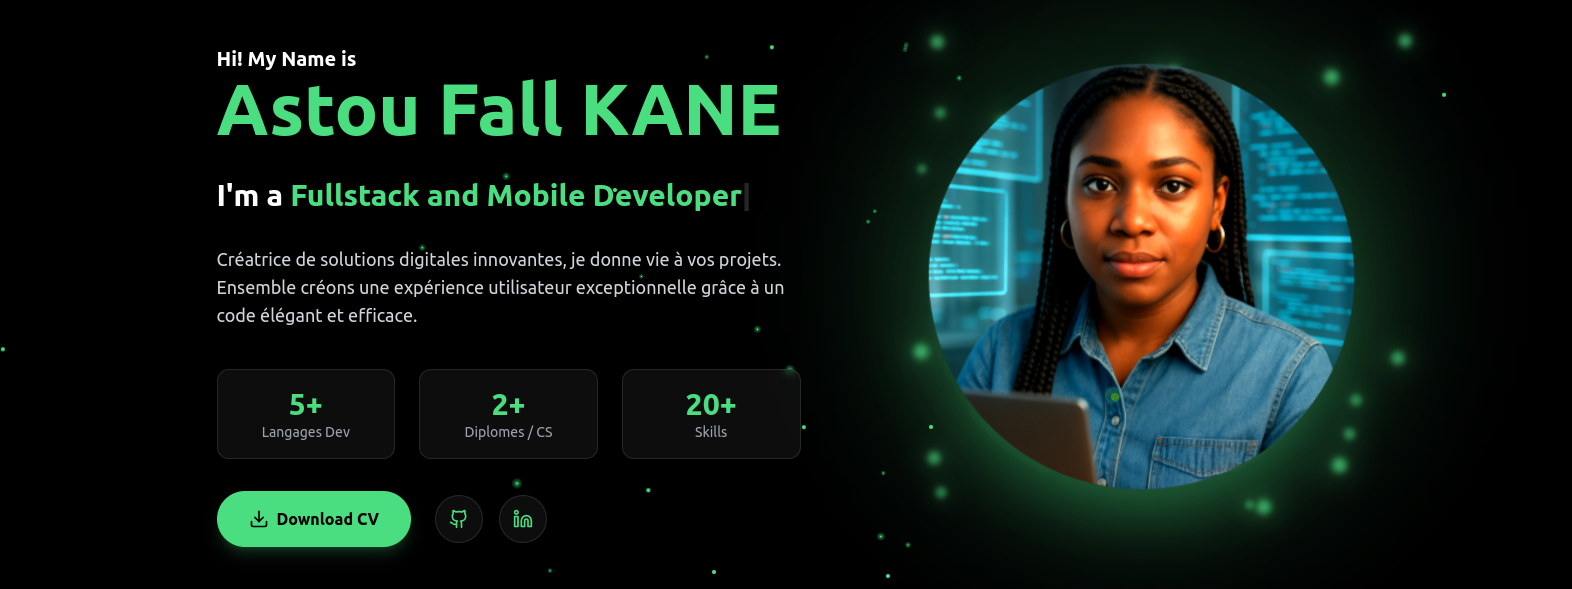 Hi! My Name is
Astou Fall KANE
I'm a Fullstack and Mobile Developer|
Créatrice de solutions digitales innovantes, je donne vie à vos projets.
Ensemble créons une expérience utilisateur exceptionnelle grâce à un
code élégant et efficace.
5+
Langages Dev
2+
Diplomes / CS
20+
Skills
Download CV